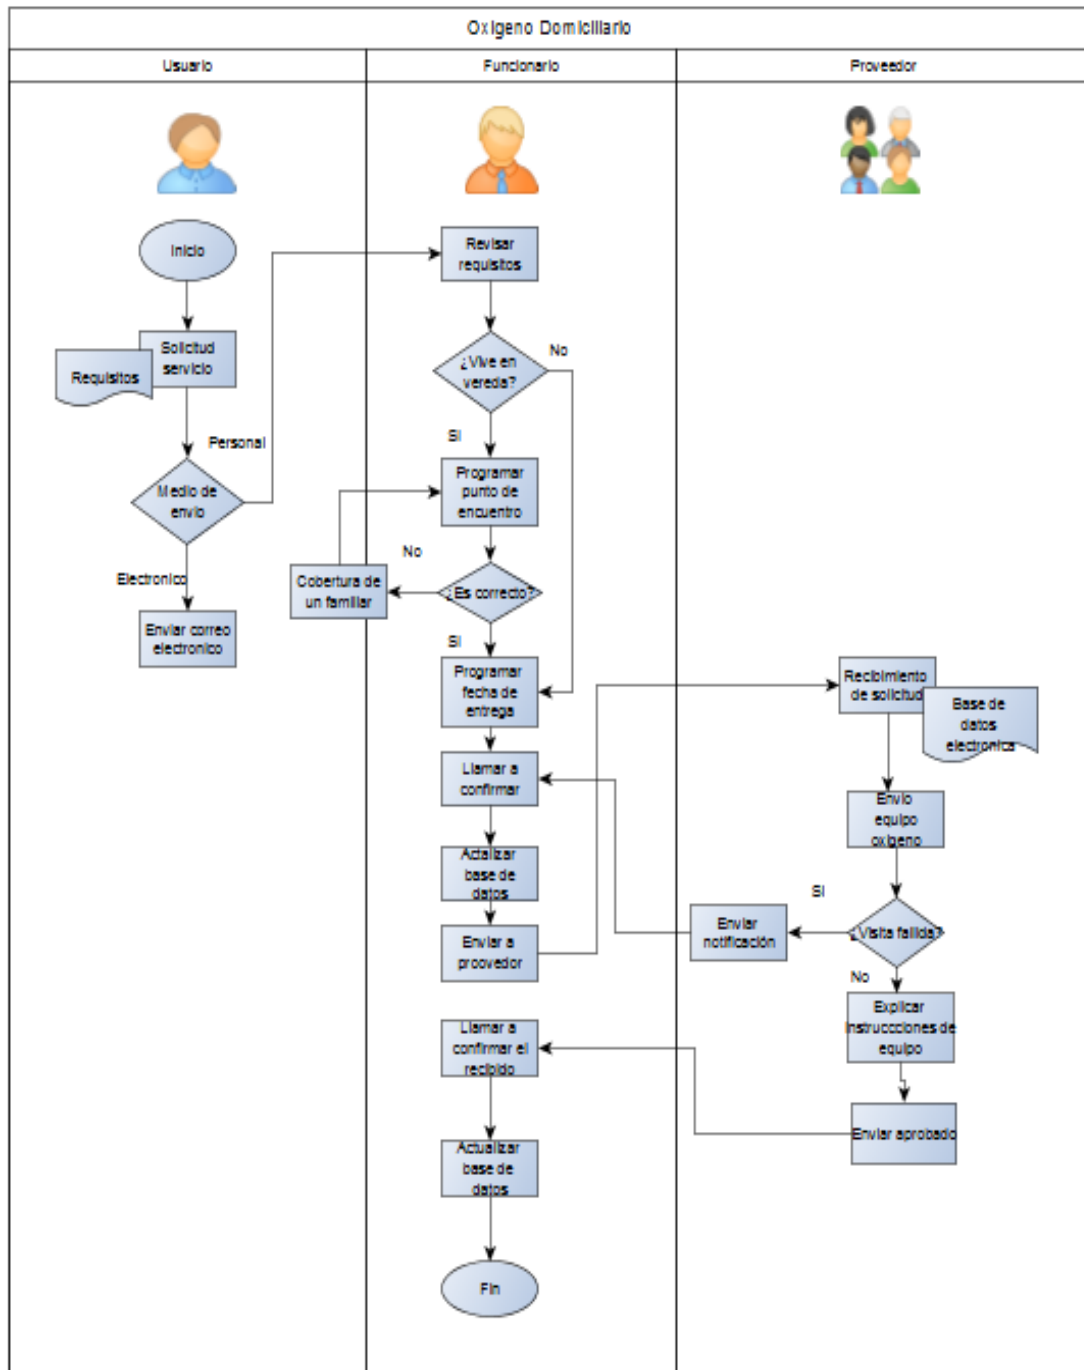 Oxigeno Domiciliario
Usuario
Funcionario
Proveedor
Inicio
Solicitud
servicio
Requisitos
Personal
Medio de
envio
Electronico
Enviar correo
electronico
Revisar
requisitos
¿Vive en
vereda?
No
Si
Programar
punto de
encuentro
No
¿Es correcto?
Cobertura de
un familiar
Si
Programar
fecha de
entrega
Llamar a
confirmar
Actalizar
base de
datos
Enviar a
proovedor
Llamar a
confirmar el
recibido
Actualizar
base de
datos
Fin
Recibimiento
de solicitud
Base de
datos
electronica
Envio
equipo
oxigeno
Si
¿Visita fallida?
Enviar
notificación
No
Explicar
instruccciones de
equipo
Enviar aprobado